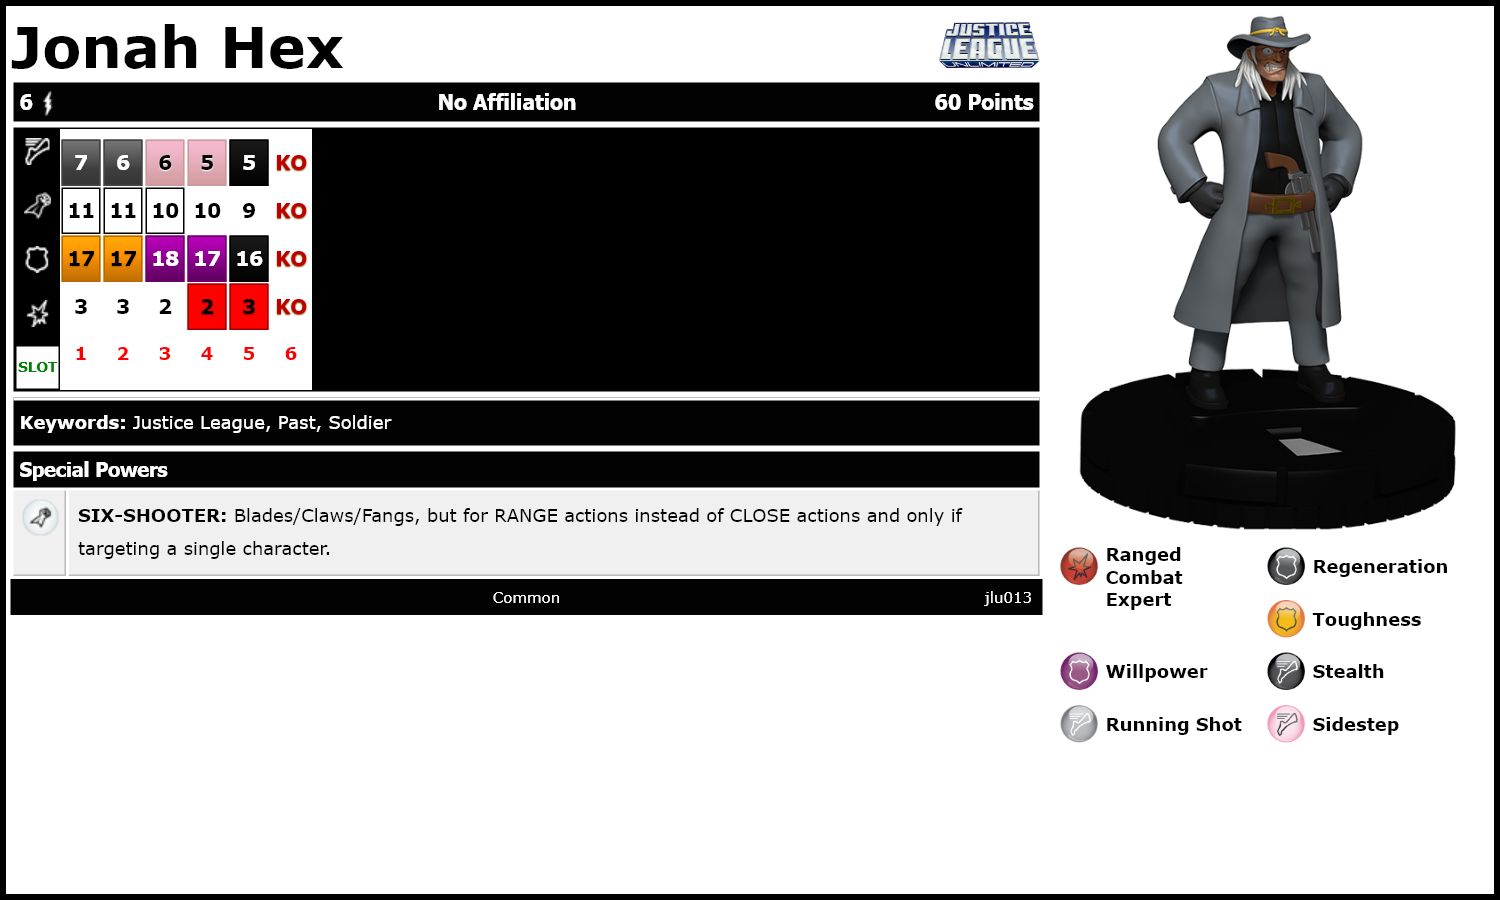 Jonah Hex
JUSTICE
LEAGUE
UNLIMITED
6 No Affiliation 60 Points
7 6 6 5 5 KO
11 11 10 10 9 KO
17 17 18 17 16 KO
3 3 2 2 3 KO
SLOT 1 2 3 4 5 6
Keywords: Justice League, Past, Soldier
Special Powers
SIX-SHOOTER: Blades/Claws/Fangs, but for RANGE actions instead of CLOSE actions and only if
targeting a single character.
Common jlu013
Ranged
Combat
Expert
Regeneration
Toughness
Willpower
Stealth
Running Shot
Sidestep